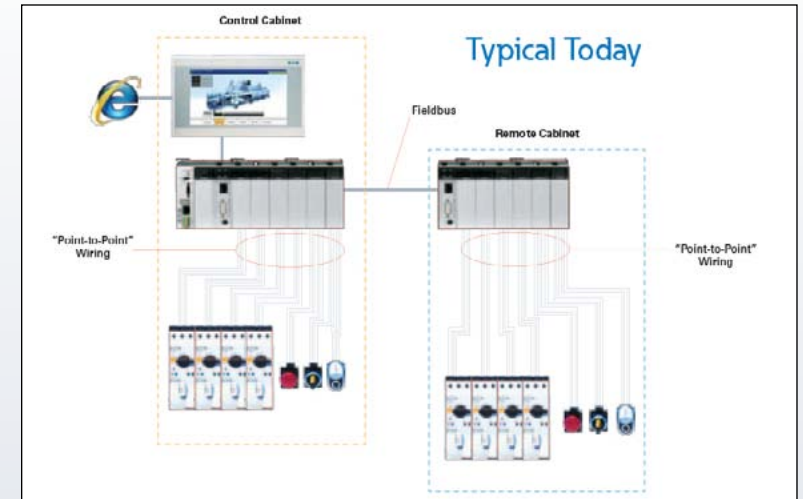 Control Cabinet
Typical Today
Fieldbus
Remote Cabinet
"Point-to-Point"
Wiring
"Point-to-Point"
Wiring